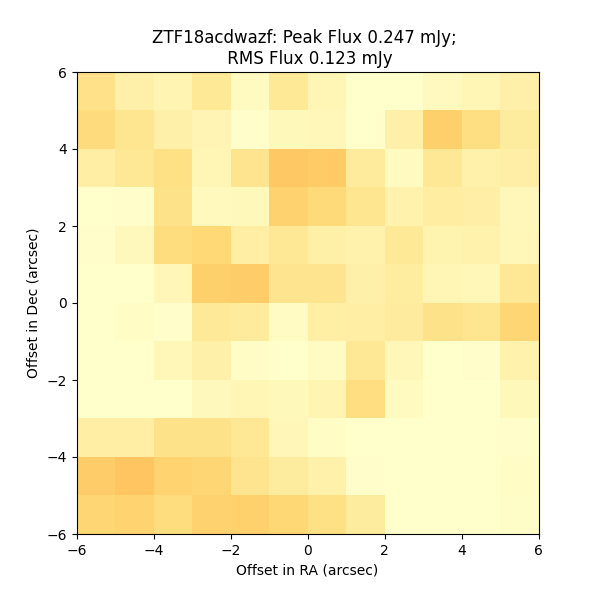 ZTF18acdwazf: Peak Flux 0.247 mJy;
RMS Flux 0.123 mJy
6
4
2
0
−2
−4
−6
Offset in Dec (arcsec)
−6 −4 −2 0 2 4 6
Offset in RA (arcsec)